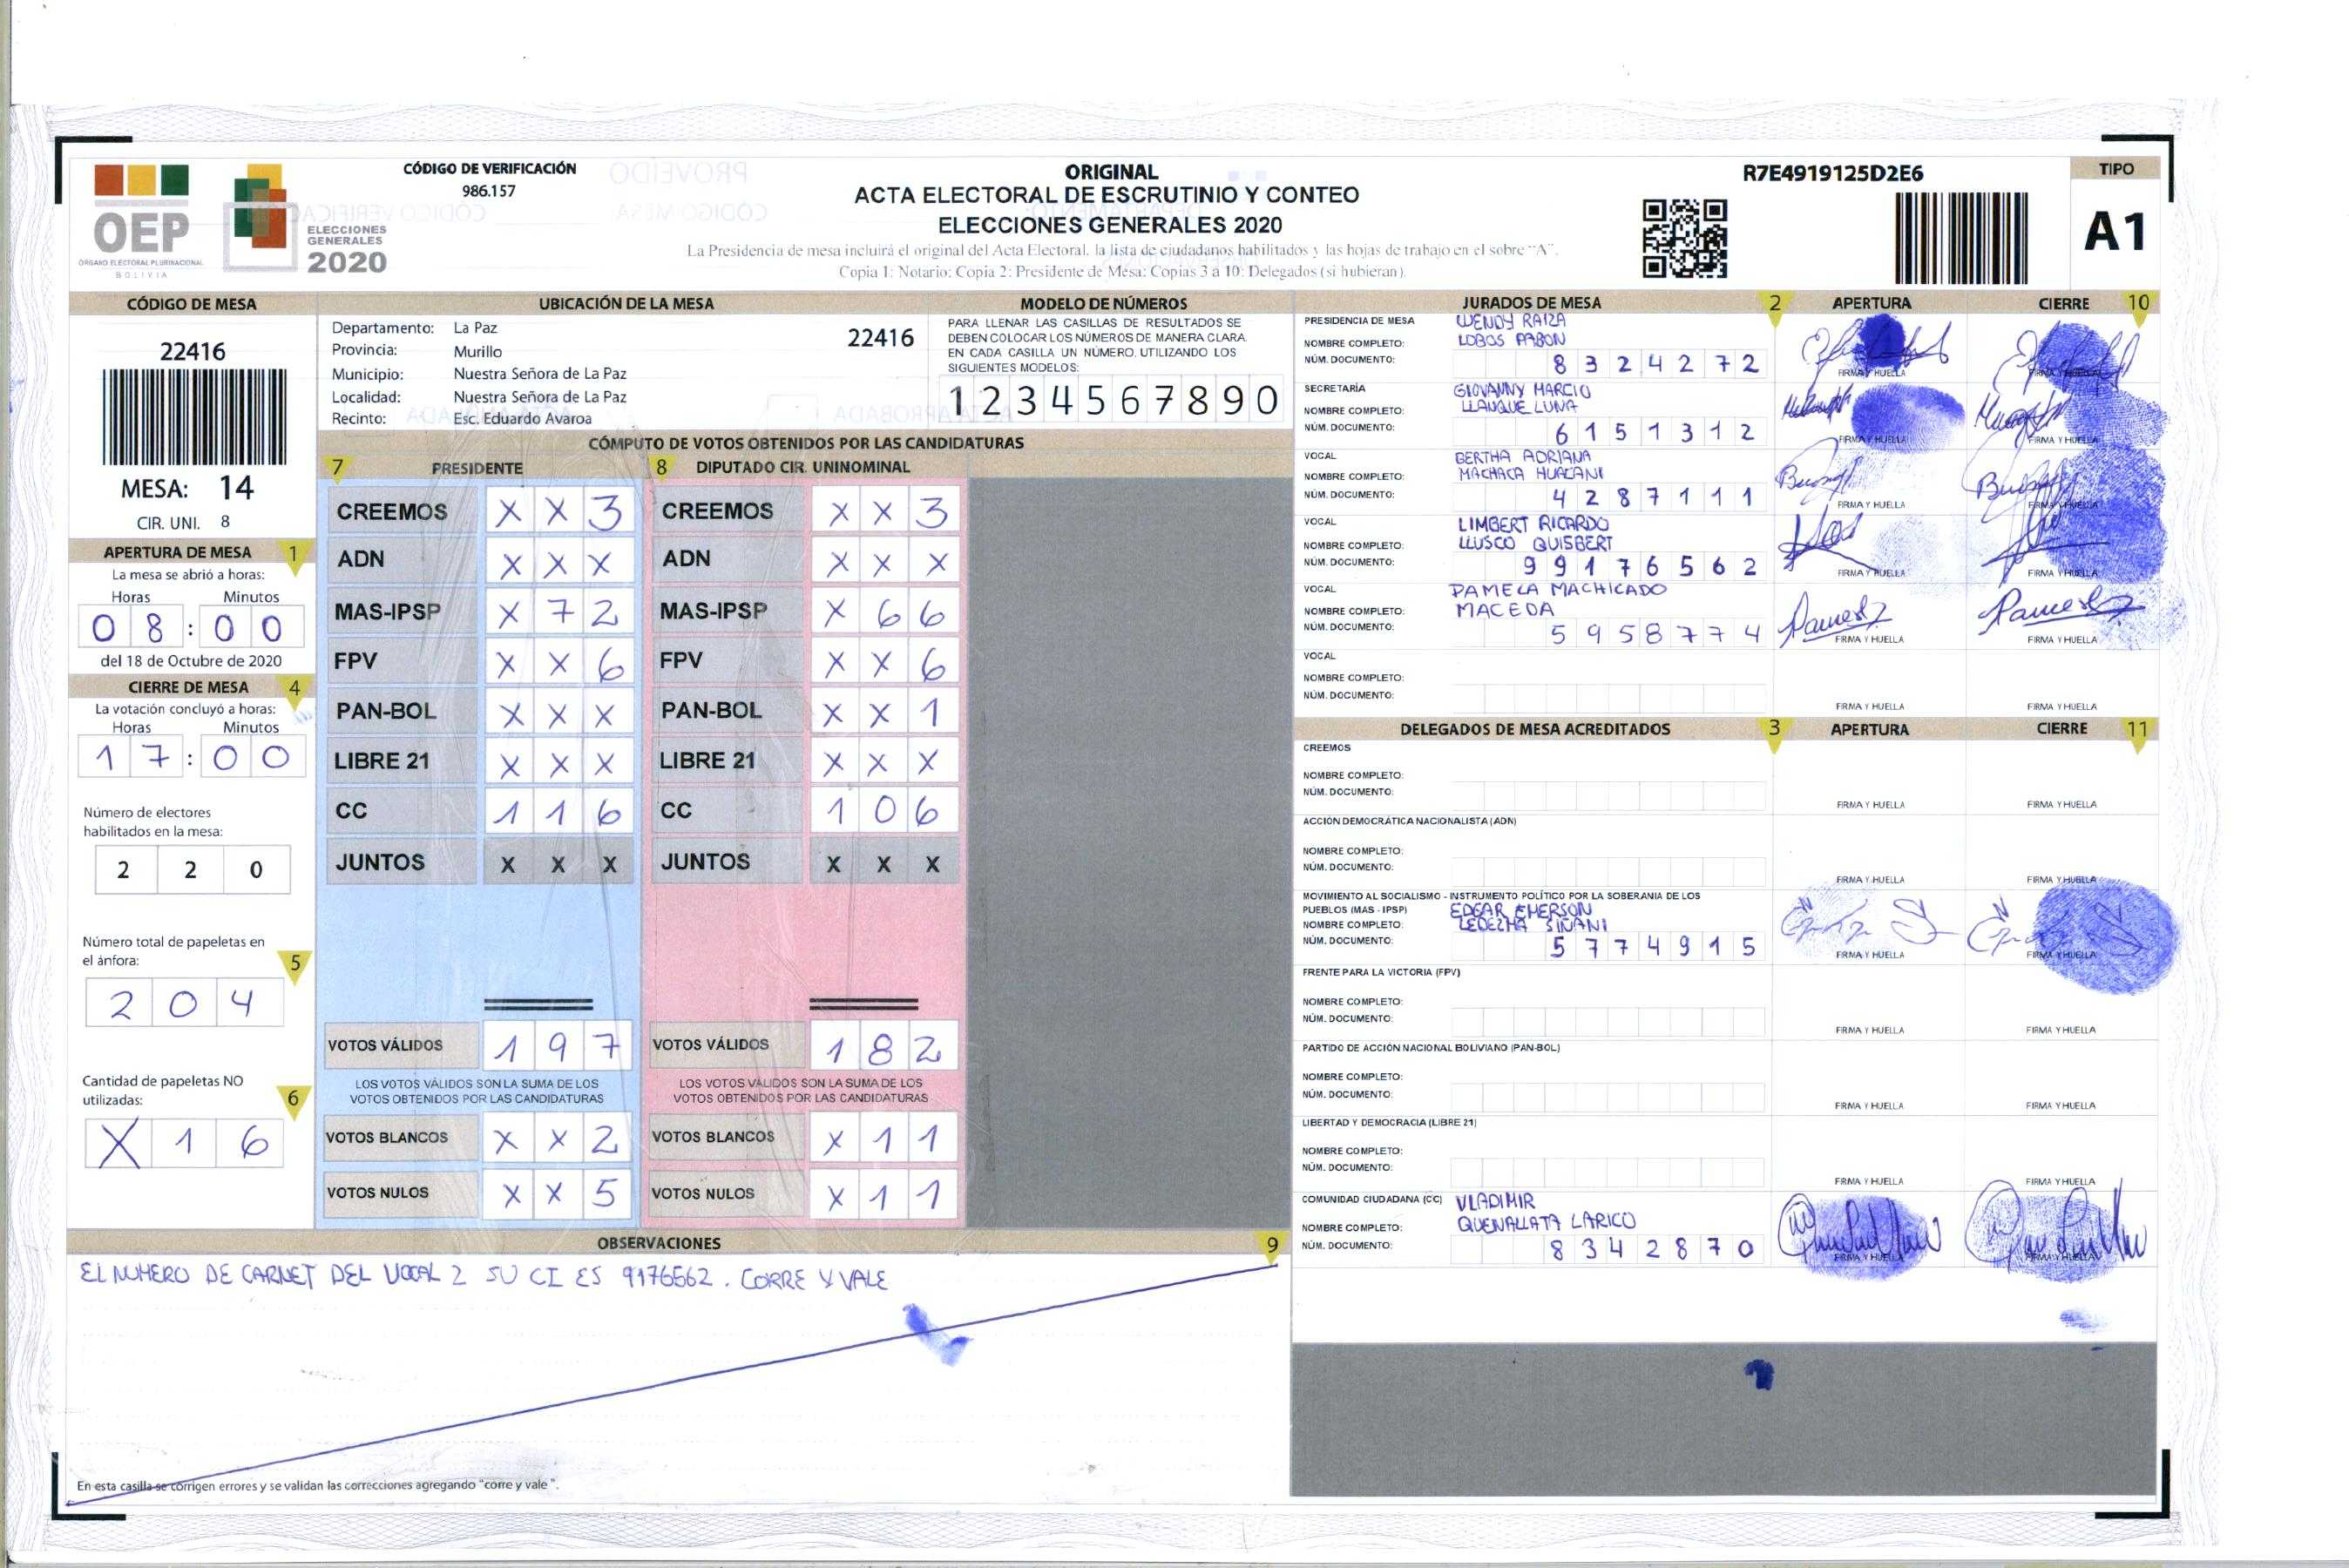 CÓDIGO DE VERIFICACIÓN
986.157
OEP
ÓRGANO ELECTORAL PLURINACIONAL
BOLIVIA
ELECCIONES
GENERALES
2020
ORIGINAL
ACTA ELECTORAL DE ESCRUTINIO Y CONTEO
ELECCIONES GENERALES 2020
La Presidencia de mesa incluirá el original del Acta Electoral, la lista de ciudadanos habilitados y las hojas de trabajo en el sobre "A".
Copia 1: Notario; Copia 2: Presidente de Mesa; Copias 3 a 10: Delegados (si hubieran).
R7E4919125D2E6
TIPO
A1
CÓDIGO DE MESA
22416
MESA: 14
CIR. UNI. 8
APERTURA DE MESA 1
La mesa se abrió a horas:
Horas Minutos
0 8 : 0 0
del 18 de Octubre de 2020
CIERRE DE MESA 4
La votación concluyó a horas:
Horas Minutos
1 7 : 0 0
Número de electores
habilitados en la mesa:
2 2 0
Número total de papeletas en
el ánfora: 5
2 0 4
Cantidad de papeletas NO
utilizadas: 6
X 1 6
UBICACIÓN DE LA MESA
Departamento: La Paz 22416
Provincia: Murillo
Municipio: Nuestra Señora de La Paz
Localidad: Nuestra Señora de La Paz
Recinto: Esc. Eduardo Avaroa
MODELO DE NÚMEROS
PARA LLENAR LAS CASILLAS DE RESULTADOS SE
DEBEN COLOCAR LOS NÚMEROS DE MANERA CLARA.
EN CADA CASILLA UN NÚMERO, UTILIZANDO LOS
SIGUIENTES MODELOS:
1 2 3 4 5 6 7 8 9 0
CÓMPUTO DE VOTOS OBTENIDOS POR LAS CANDIDATURAS
7 PRESIDENTE 8 DIPUTADO CIR. UNINOMINAL
CREEMOS X X 3 CREEMOS X X 3
ADN X X X ADN X X X
MAS-IPSP X 7 2 MAS-IPSP X 6 6
FPV X X 6 FPV X X 6
PAN-BOL X X X PAN-BOL X X 1
LIBRE 21 X X X LIBRE 21 X X X
CC 1 1 6 CC 1 0 6
JUNTOS X X X JUNTOS X X X
VOTOS VÁLIDOS 1 9 7 VOTOS VÁLIDOS 1 8 2
LOS VOTOS VÁLIDOS SON LA SUMA DE LOS LOS VOTOS VÁLIDOS SON LA SUMA DE LOS
VOTOS OBTENIDOS POR LAS CANDIDATURAS VOTOS OBTENIDOS POR LAS CANDIDATURAS
VOTOS BLANCOS X X 2 VOTOS BLANCOS X 1 1
VOTOS NULOS X X 5 VOTOS NULOS X 1 1
OBSERVACIONES 9
EL NUMERO DE CARNET DEL VOCAL 2 SU CI ES 9176562. CORRE Y VALE
En esta casilla se corrigen errores y se validan las correcciones agregando "corre y vale".
JURADOS DE MESA 2 APERTURA CIERRE 10
PRESIDENCIA DE MESA WENDY RAIZA
NOMBRE COMPLETO: LOBOS PABON
NÚM. DOCUMENTO: 8 3 2 4 2 7 2 FIRMA Y HUELLA FIRMA Y HUELLA
SECRETARÍA GIOVANNY MARCIO
NOMBRE COMPLETO: LLANQUE LUNA
NÚM. DOCUMENTO: 6 1 5 1 3 1 2 FIRMA Y HUELLA FIRMA Y HUELLA
VOCAL BERTHA ADRIANA
NOMBRE COMPLETO: MACHACA HUACANI
NÚM. DOCUMENTO: 4 2 8 7 1 1 1 FIRMA Y HUELLA FIRMA Y HUELLA
VOCAL LIMBERT RICARDO
NOMBRE COMPLETO: LLUSCO QUISBERT
NÚM. DOCUMENTO: 9 9 1 7 6 5 6 2 FIRMA Y HUELLA FIRMA Y HUELLA
VOCAL PAMELA MACHICADO
NOMBRE COMPLETO: MACEDA
NÚM. DOCUMENTO: 5 9 5 8 7 7 4 FIRMA Y HUELLA FIRMA Y HUELLA
VOCAL
NOMBRE COMPLETO:
NÚM. DOCUMENTO: FIRMA Y HUELLA FIRMA Y HUELLA
DELEGADOS DE MESA ACREDITADOS 3 APERTURA CIERRE 11
CREEMOS
NOMBRE COMPLETO:
NÚM. DOCUMENTO: FIRMA Y HUELLA FIRMA Y HUELLA
ACCIÓN DEMOCRÁTICA NACIONALISTA (ADN)
NOMBRE COMPLETO:
NÚM. DOCUMENTO: FIRMA Y HUELLA FIRMA Y HUELLA
MOVIMIENTO AL SOCIALISMO - INSTRUMENTO POLÍTICO POR LA SOBERANIA DE LOS
PUEBLOS (MAS - IPSP) EDGAR EMERSON
NOMBRE COMPLETO: LEDEZMA SIÑANI
NÚM. DOCUMENTO: 5 7 7 4 9 1 5 FIRMA Y HUELLA FIRMA Y HUELLA
FRENTE PARA LA VICTORIA (FPV)
NOMBRE COMPLETO:
NÚM. DOCUMENTO: FIRMA Y HUELLA FIRMA Y HUELLA
PARTIDO DE ACCIÓN NACIONAL BOLIVIANO (PAN-BOL)
NOMBRE COMPLETO:
NÚM. DOCUMENTO: FIRMA Y HUELLA FIRMA Y HUELLA
LIBERTAD Y DEMOCRACIA (LIBRE 21)
NOMBRE COMPLETO:
NÚM. DOCUMENTO: FIRMA Y HUELLA FIRMA Y HUELLA
COMUNIDAD CIUDADANA (CC) VLADIMIR
NOMBRE COMPLETO: QUENALLATA LARICO
NÚM. DOCUMENTO: 8 3 4 2 8 7 0 FIRMA Y HUELLA FIRMA Y HUELLA